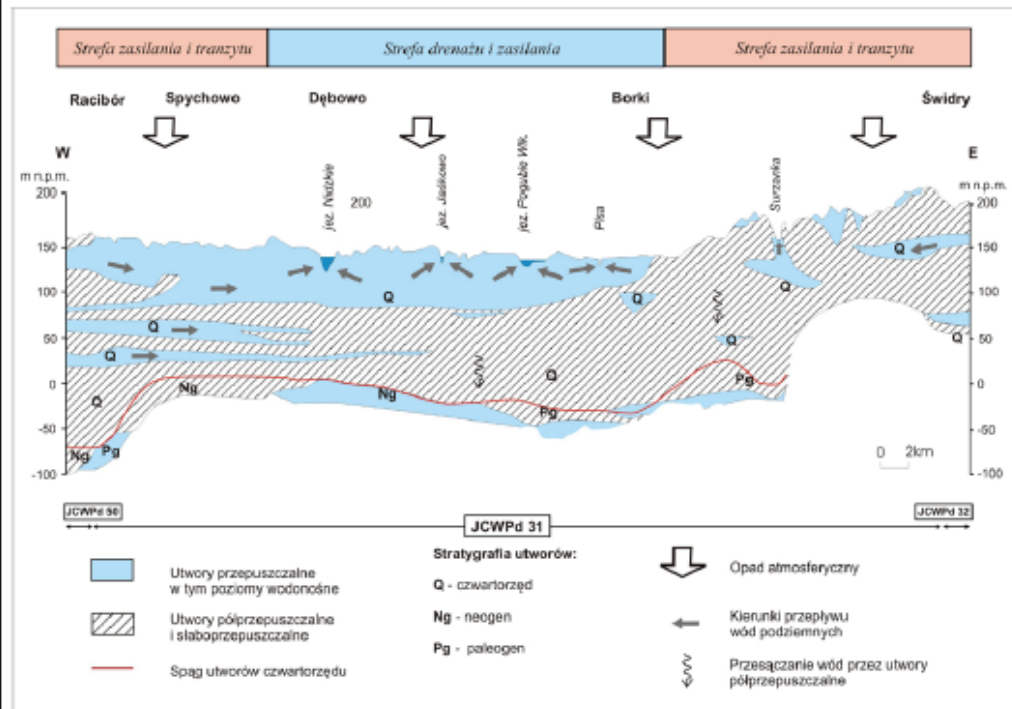 Strefa zasilania i tranzytu
Strefa drenażu i zasilania
Strefa zasilania i tranzytu
Racibór
Spychowo
Dębowo
Borki
Świdry
W
E
m n.p.m.
m n.p.m.
jez. Nidzkie
200
jez. Jaśkowo
jez. Pogubie Wlk.
Pisa
200
200
150
150
100
100
50
50
0
0
-50
-50
-100
-100
Q
Q
Q
Q
Q
Q
Q
Q
Q
Q
Q
Ng
Ng
Ng
Pg
Pg
Pg
0 2km
JCWPd 50
JCWPd 31
JCWPd 32
Utwory przepuszczalne
w tym poziomy wodonośne
Utwory półprzepuszczalne
i słaboprzepuszczalne
Spąg utworów czwartorzędu
Stratygrafia utworów:
Q - czwartorzęd
Ng - neogen
Pg - paleogen
Opad atmosferyczny
Kierunki przepływu
wód podziemnych
Przesączanie wód przez utwory
półprzepuszczalne